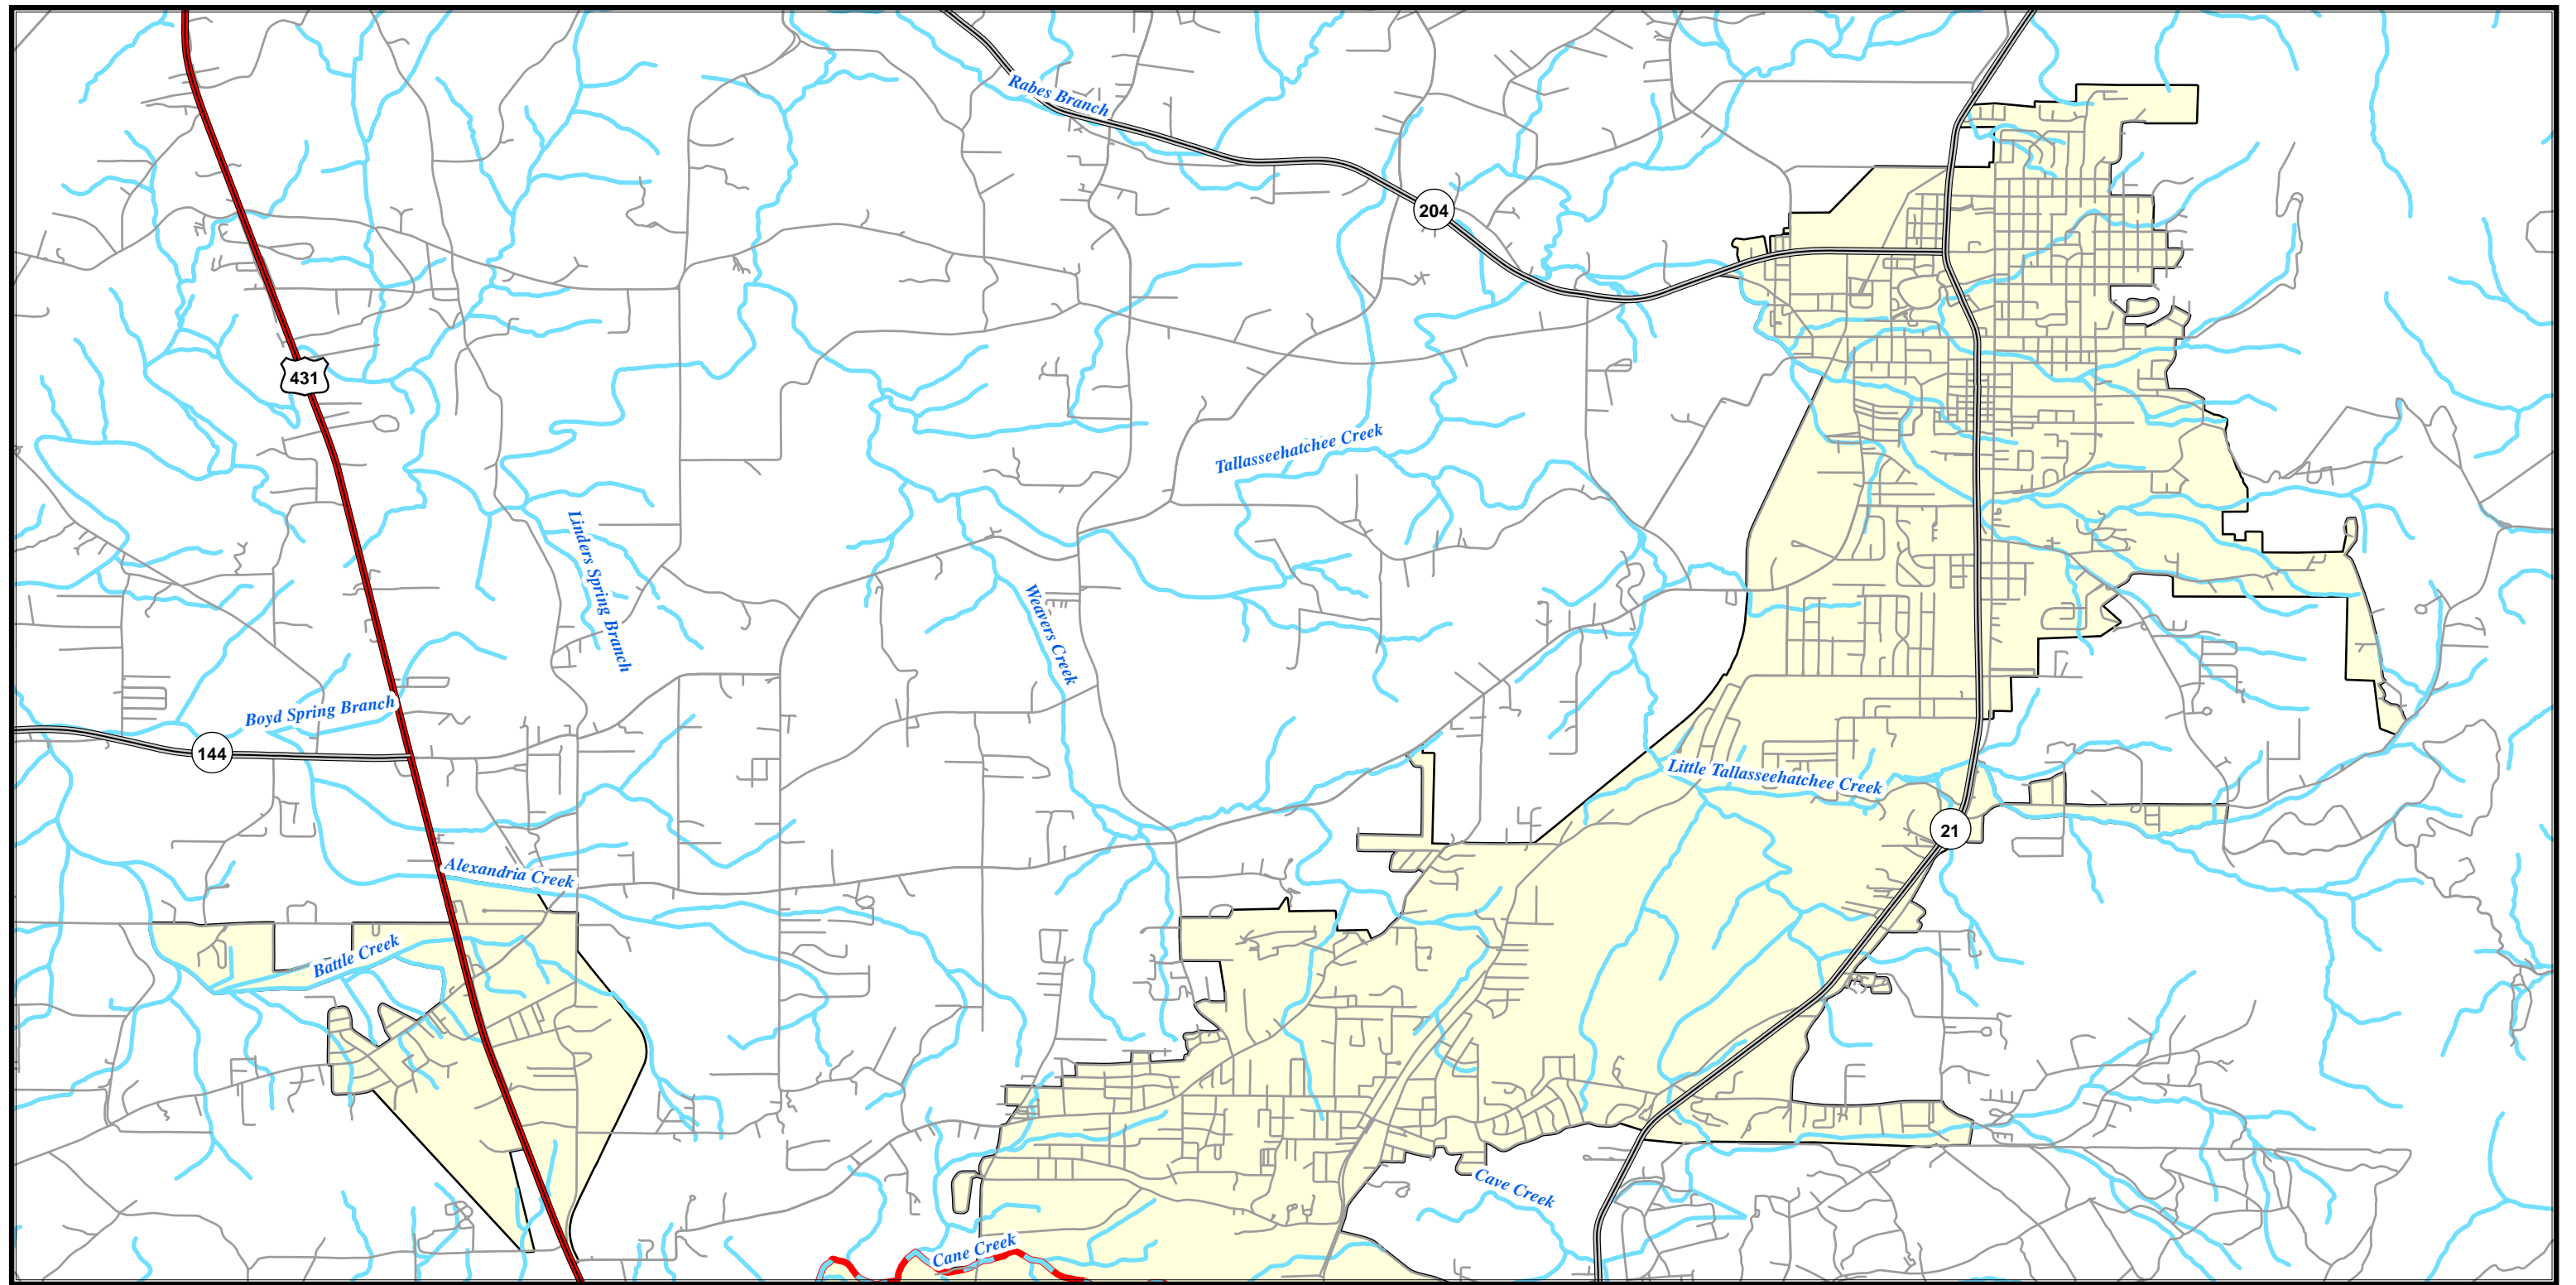 Rabes Branch
204
431
Tallasseehatchee Creek
Linders Spring Branch
Weavers Creek
Boyd Spring Branch
144
Little Tallasseehatchee Creek
21
Alexandria Creek
Battle Creek
Cave Creek
Cane Creek